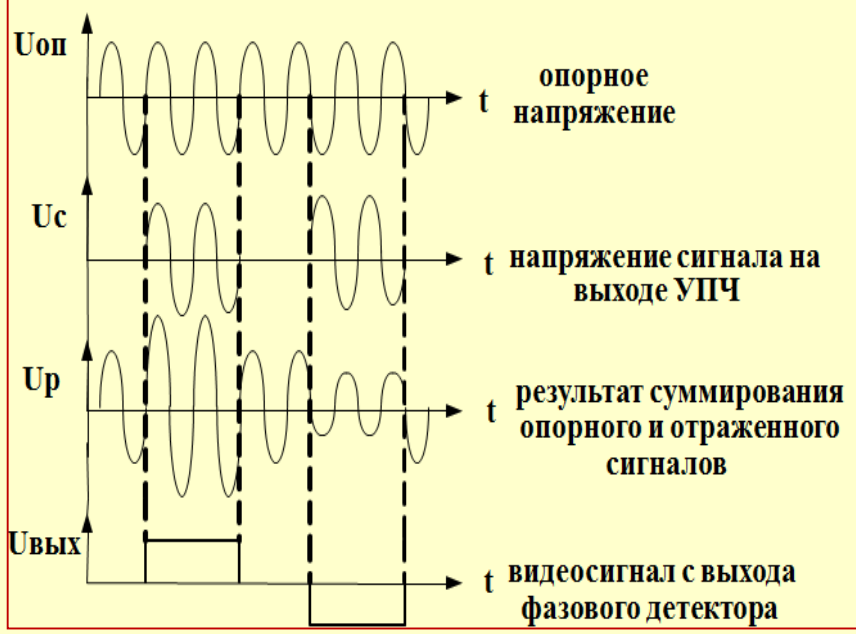 Uоп
t
опорное
напряжение
Uс
t
напряжение сигнала на
выходе УПЧ
Uр
t
результат суммирования
опорного и отраженного
сигналов
Uвых
t
видеосигнал с выхода
фазового детектора